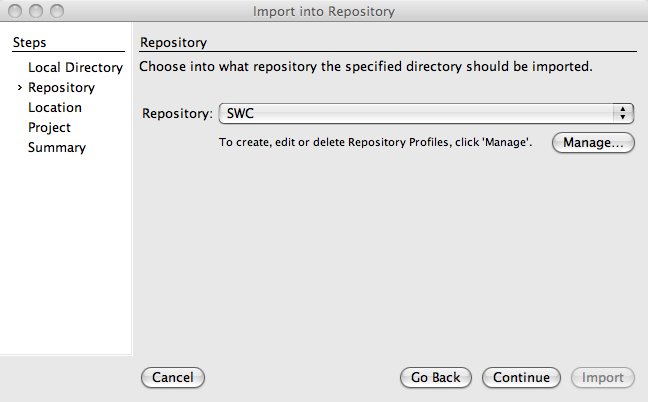 Import into Repository
Steps
Local Directory
› Repository
Location
Project
Summary
Repository
Choose into what repository the specified directory should be imported.
Repository: SWC
To create, edit or delete Repository Profiles, click 'Manage'.
Manage...
Cancel
Go Back
Continue
Import